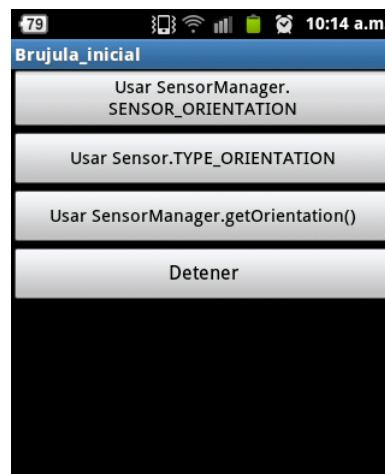 79 10:14 a.m
Brujula_inicial
Usar SensorManager.
SENSOR_ORIENTATION
Usar Sensor.TYPE_ORIENTATION
Usar SensorManager.getOrientation()
Detener